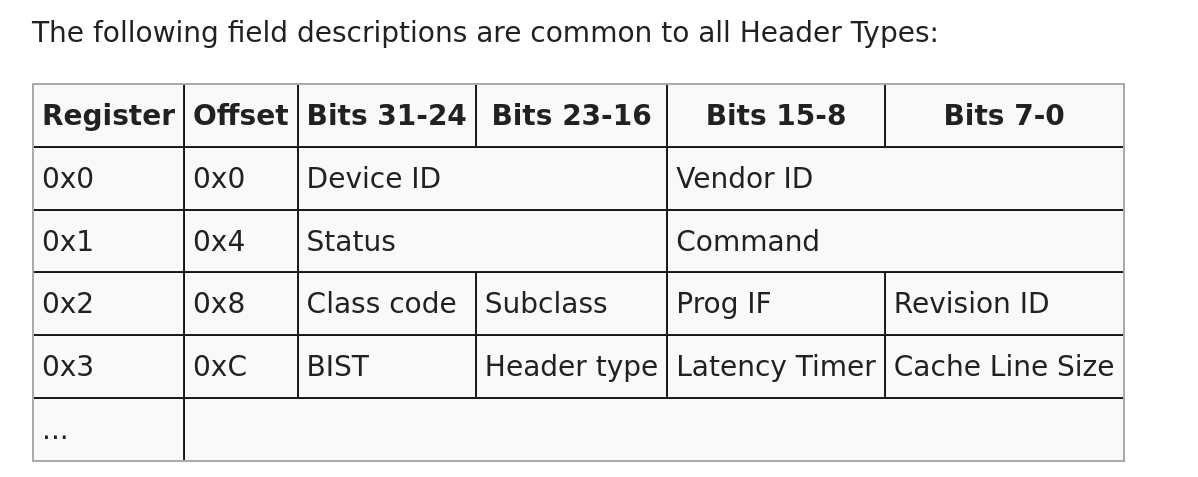 The following field descriptions are common to all Header Types:
Register Offset Bits 31-24 Bits 23-16 Bits 15-8 Bits 7-0
0x0 0x0 Device ID Vendor ID
0x1 0x4 Status Command
0x2 0x8 Class code Subclass Prog IF Revision ID
0x3 0xC BIST Header type Latency Timer Cache Line Size
...